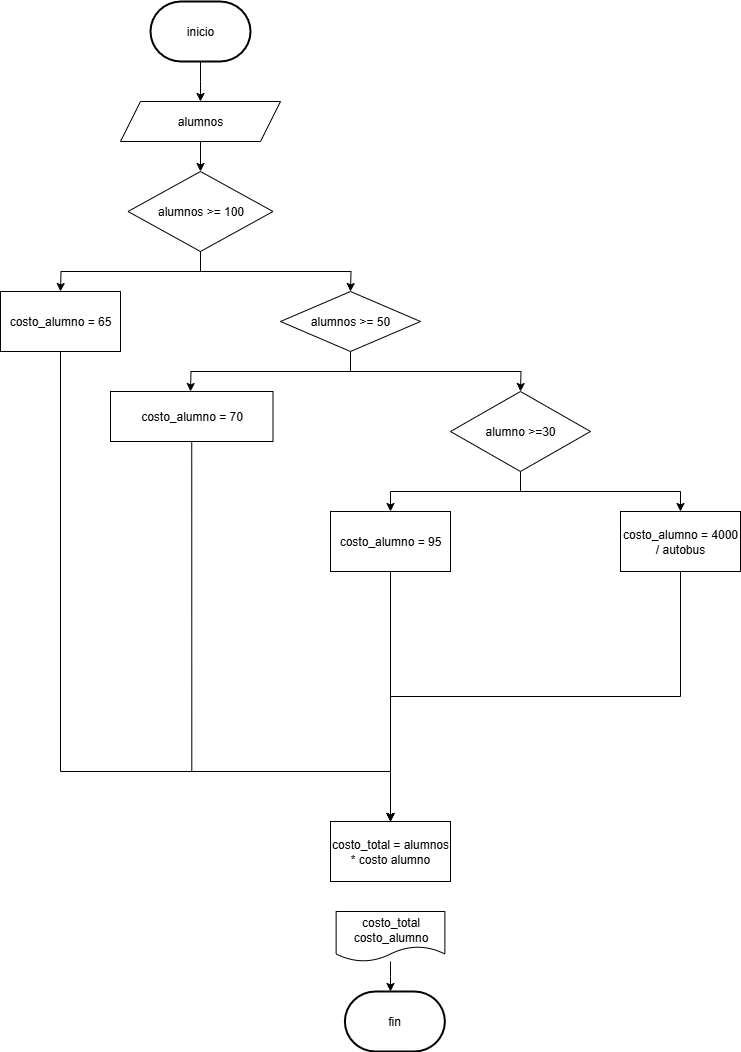 inicio
alumnos
alumnos >= 100
costo_alumno = 65
alumnos >= 50
costo_alumno = 70
alumno >=30
costo_alumno = 95
costo_alumno = 4000
/ autobus
costo_total = alumnos
* costo alumno
costo_total
costo_alumno
fin